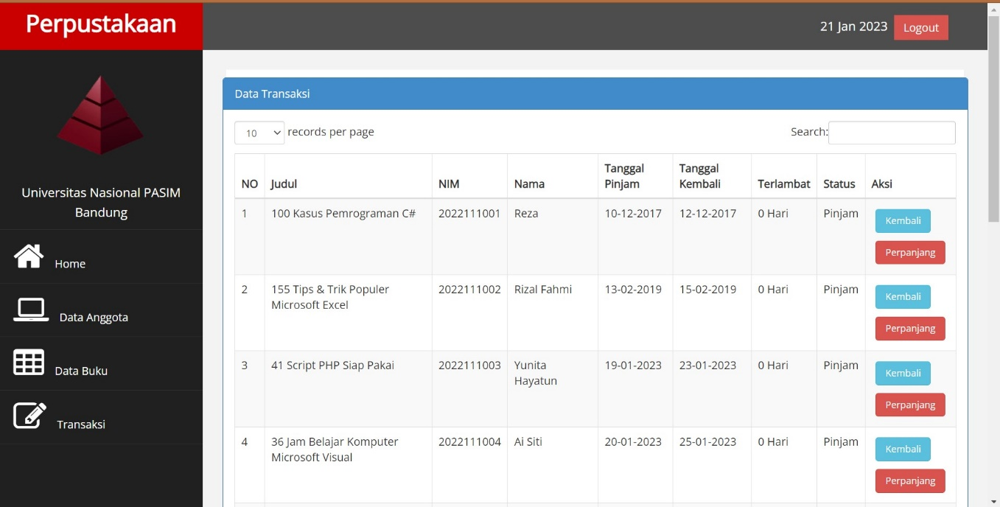 Perpustakaan
21 Jan 2023 Logout
Universitas Nasional PASIM
Bandung
Home
Data Anggota
Data Buku
Transaksi
Data Transaksi
10 records per page Search:
NO Judul NIM Nama Tanggal Pinjam Tanggal Kembali Terlambat Status Aksi
1 100 Kasus Pemrograman C# 2022111001 Reza 10-12-2017 12-12-2017 0 Hari Pinjam Kembali
Perpanjang
2 155 Tips & Trik Populer 2022111002 Rizal Fahmi 13-02-2019 15-02-2019 0 Hari Pinjam Kembali
Microsoft Excel
Perpanjang
3 41 Script PHP Siap Pakai 2022111003 Yunita 19-01-2023 23-01-2023 0 Hari Pinjam Kembali
Hayatun
Perpanjang
4 36 Jam Belajar Komputer 2022111004 Ai Siti 20-01-2023 25-01-2023 0 Hari Pinjam Kembali
Microsoft Visual
Perpanjang